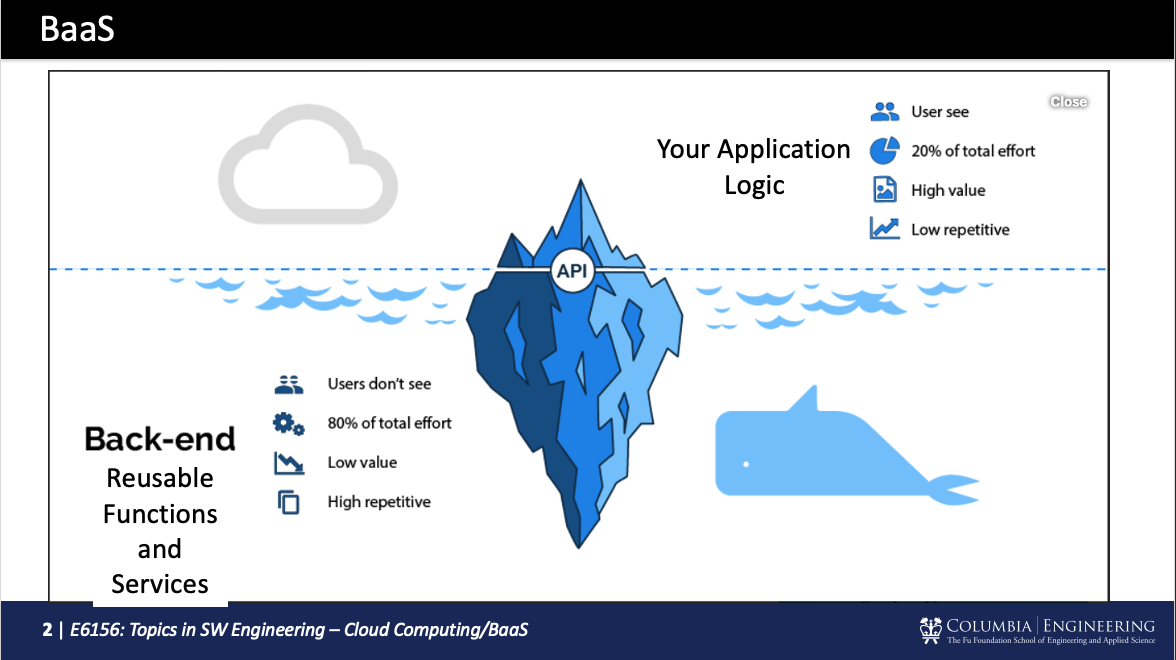 BaaS
Close
User see
Your Application
Logic
20% of total effort
High value
Low repetitive
API
Users don't see
80% of total effort
Low value
High repetitive
Back-end
Reusable
Functions
and
Services
2 | E6156: Topics in SW Engineering – Cloud Computing/BaaS
COLUMBIA | ENGINEERING
The Fu Foundation School of Engineering and Applied Science